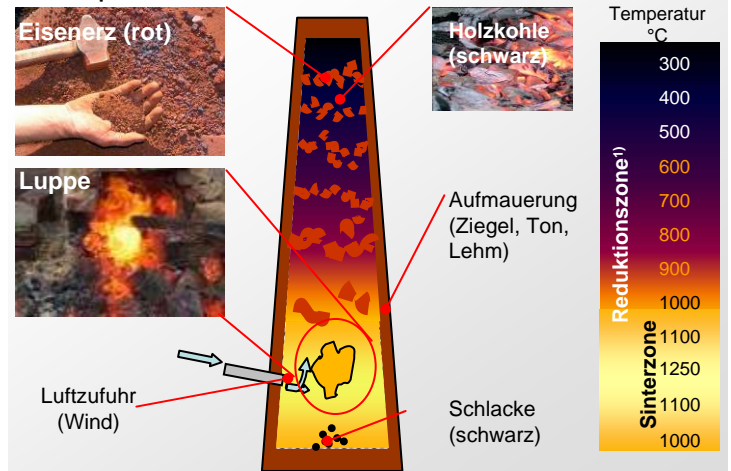 Eisenerz (rot)
Holzkohle
(schwarz)
Temperatur
°C
Luppe
Aufmauerung
(Ziegel, Ton,
Lehm)
Luftzufuhr
(Wind)
Schlacke
(schwarz)
Reduktionszone¹⁾
Sinterzone
300
400
500
600
700
800
900
1000
1100
1250
1100
1000